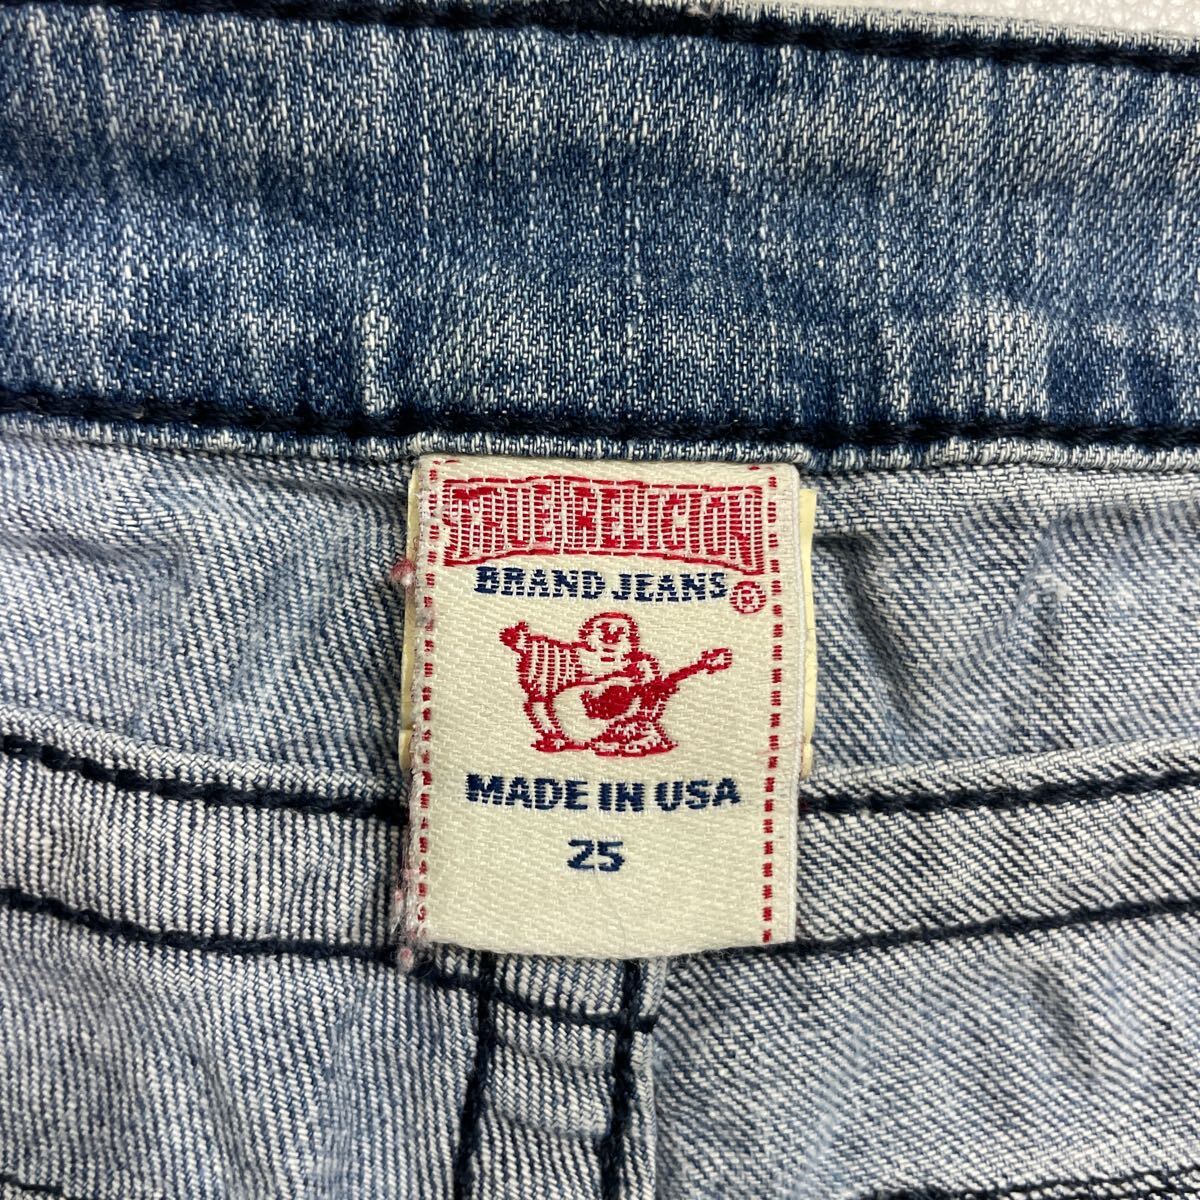 TRUE RELIGION
BRAND JEANS ®
MADE IN USA
25